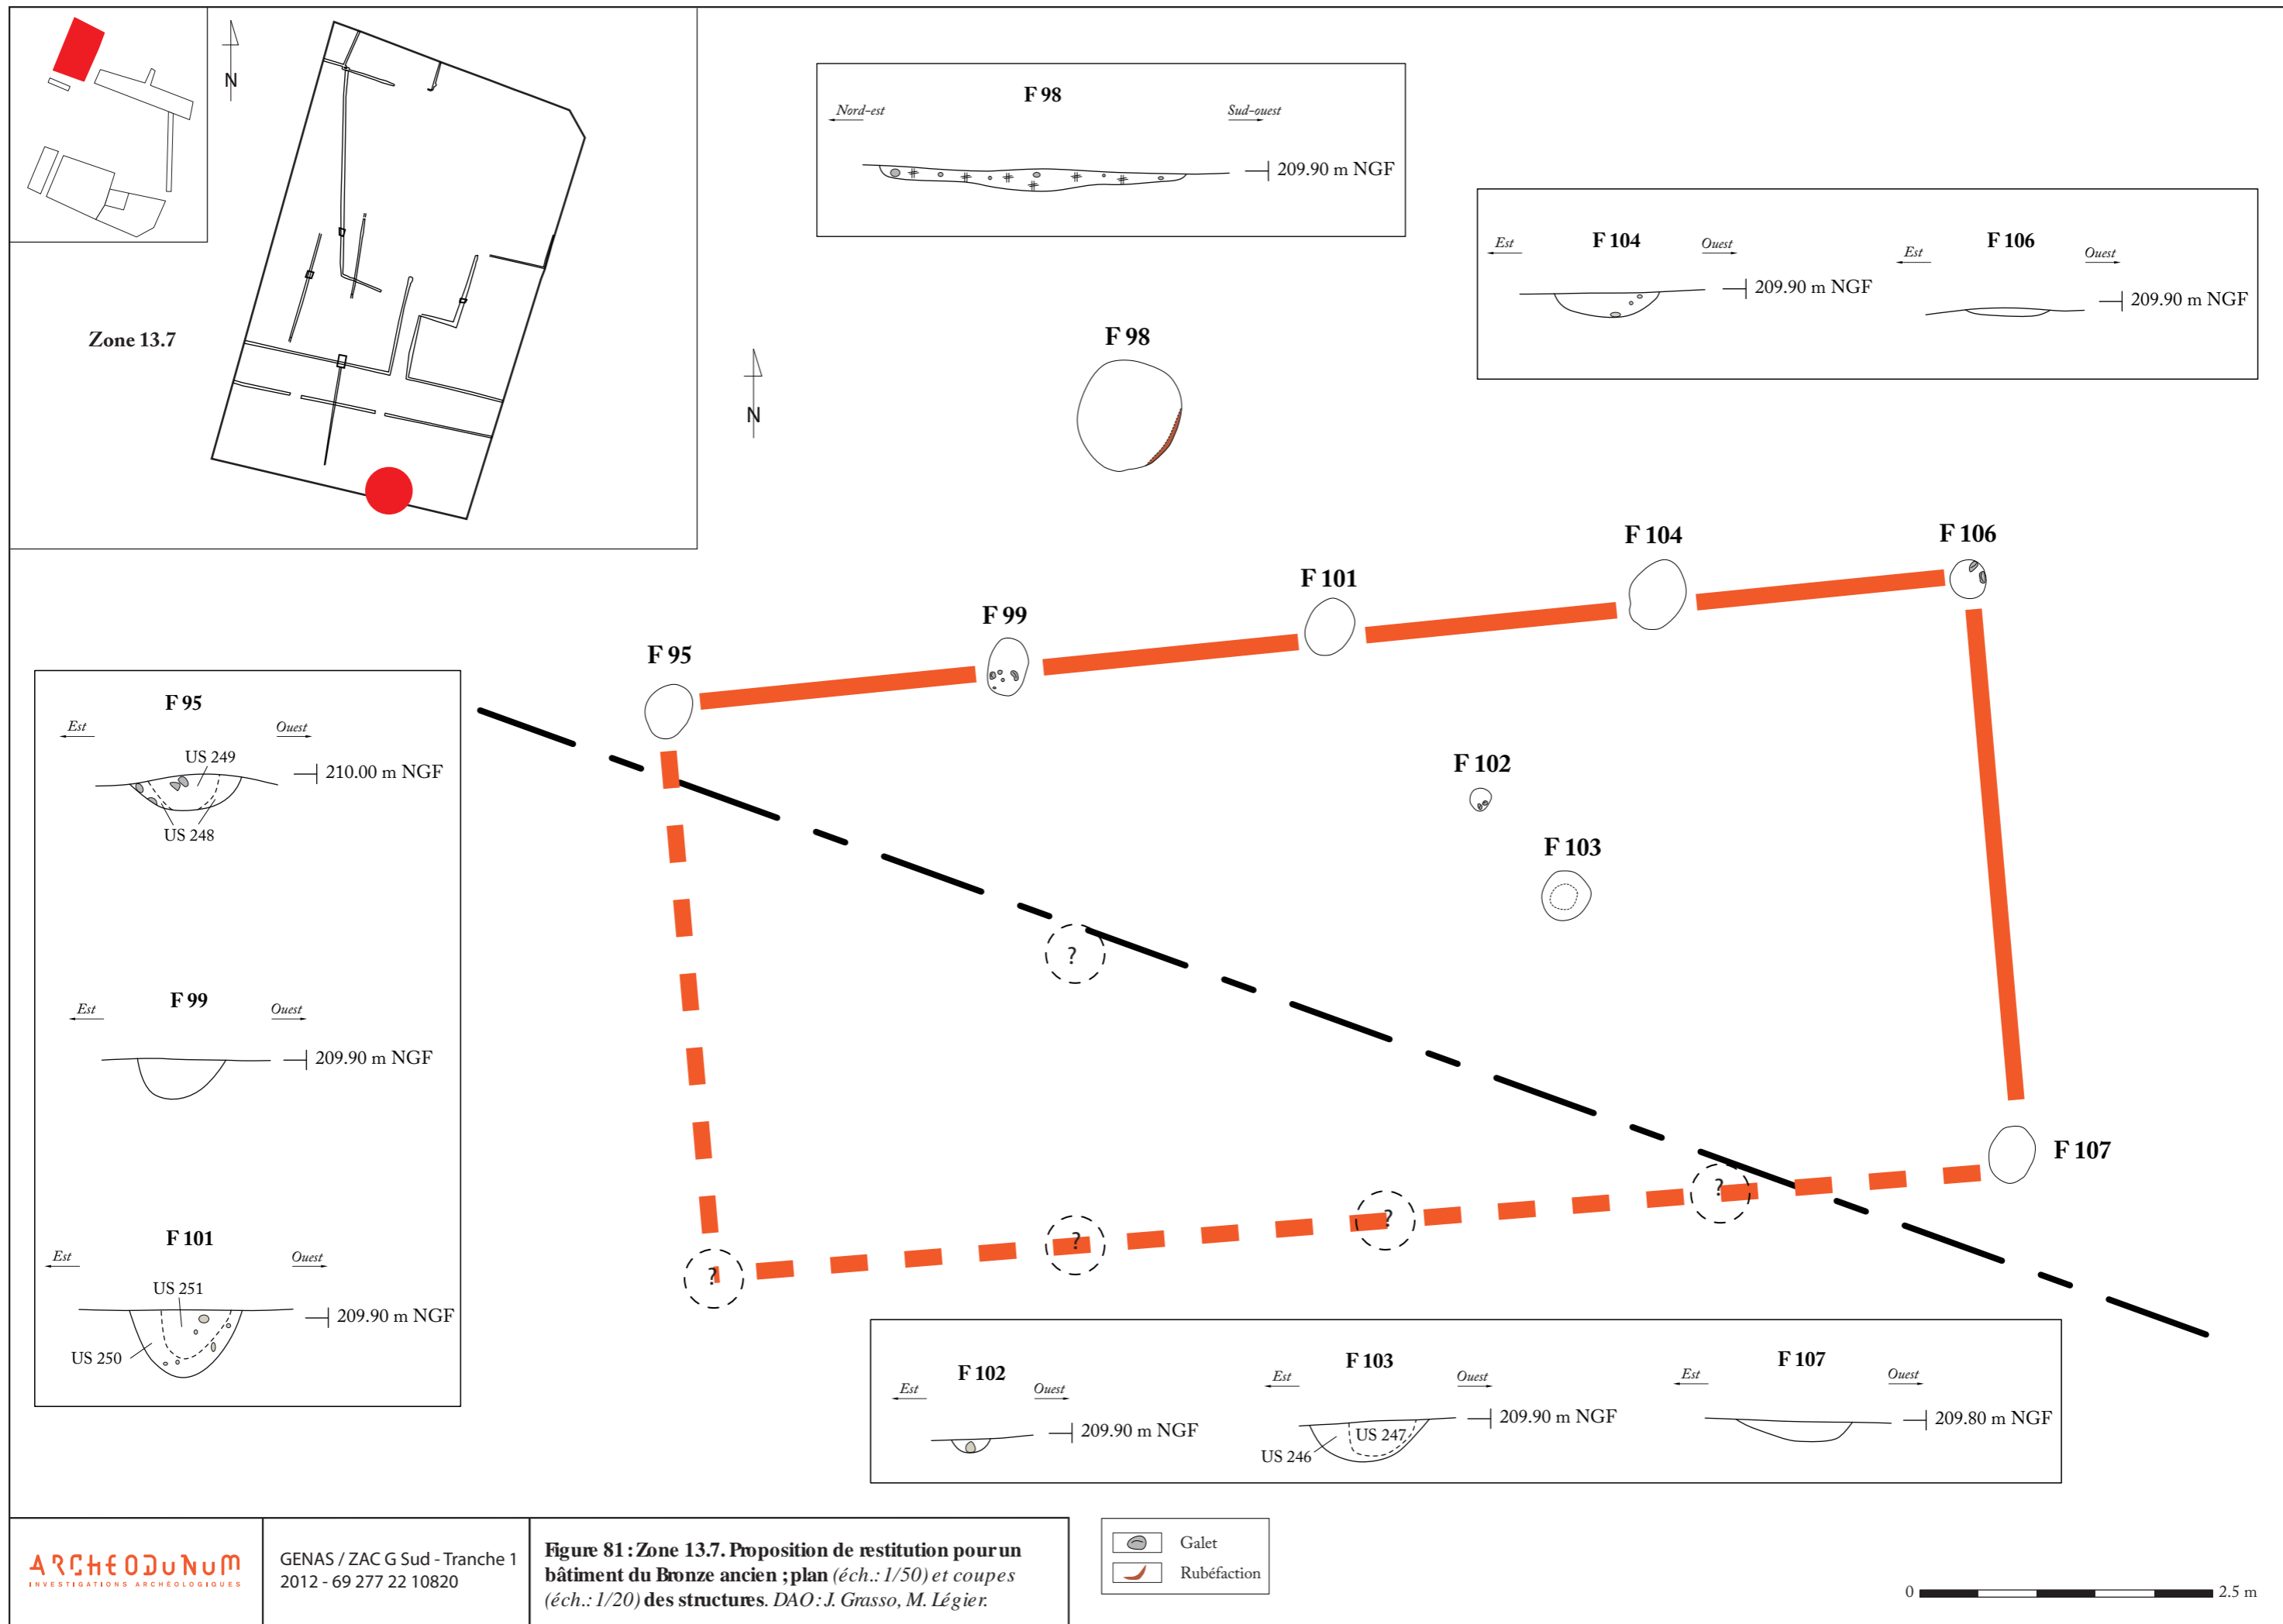 N
N
Zone 13.7
F 98
Nord-est
Sud-ouest
209.90 m NGF
Est
F 104
Ouest
209.90 m NGF
Est
F 106
Ouest
209.90 m NGF
N
F 98
F 95
F 99
F 101
F 104
F 106
F 102
F 103
F 107
?
?
?
?
?
F 95
Est
Ouest
US 249
210.00 m NGF
US 248
F 99
Est
Ouest
209.90 m NGF
F 101
Est
Ouest
US 251
209.90 m NGF
US 250
F 102
Est
Ouest
209.90 m NGF
F 103
Est
Ouest
209.90 m NGF
US 247
US 246
F 107
Est
Ouest
209.80 m NGF
ARCHEODUNUM
INVESTIGATIONS ARCHÉOLOGIQUES
GENAS / ZAC G Sud - Tranche 1
2012 - 69 277 22 10820
Figure 81 : Zone 13.7. Proposition de restitution pour un
bâtiment du Bronze ancien ; plan (éch.: 1/50) et coupes
(éch.: 1/20) des structures. DAO : J. Grasso, M. Légier.
Galet
Rubéfaction
0 2.5 m